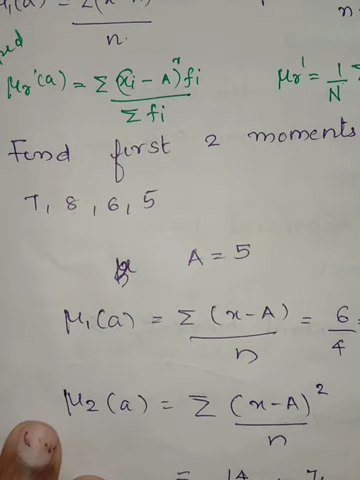 n.
μr'(a) = Σ (xi - A)^r fi / Σ fi
μr' = 1/N
Find first 2 moments
7, 8, 6, 5
A = 5
μ1(a) = Σ (x-A) / n = 6/4
μ2(a) = Σ (x-A)^2 / n
= 14